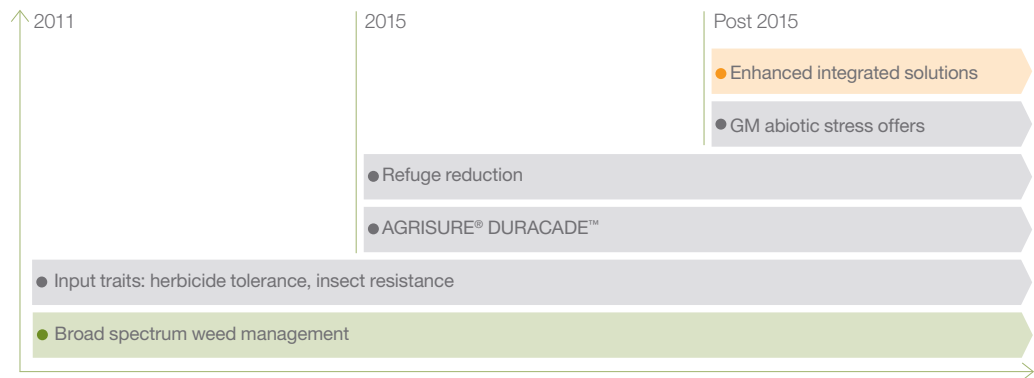 2011 2015 Post 2015
Enhanced integrated solutions
GM abiotic stress offers
Refuge reduction
AGRISURE® DURACADE™
Input traits: herbicide tolerance, insect resistance
Broad spectrum weed management